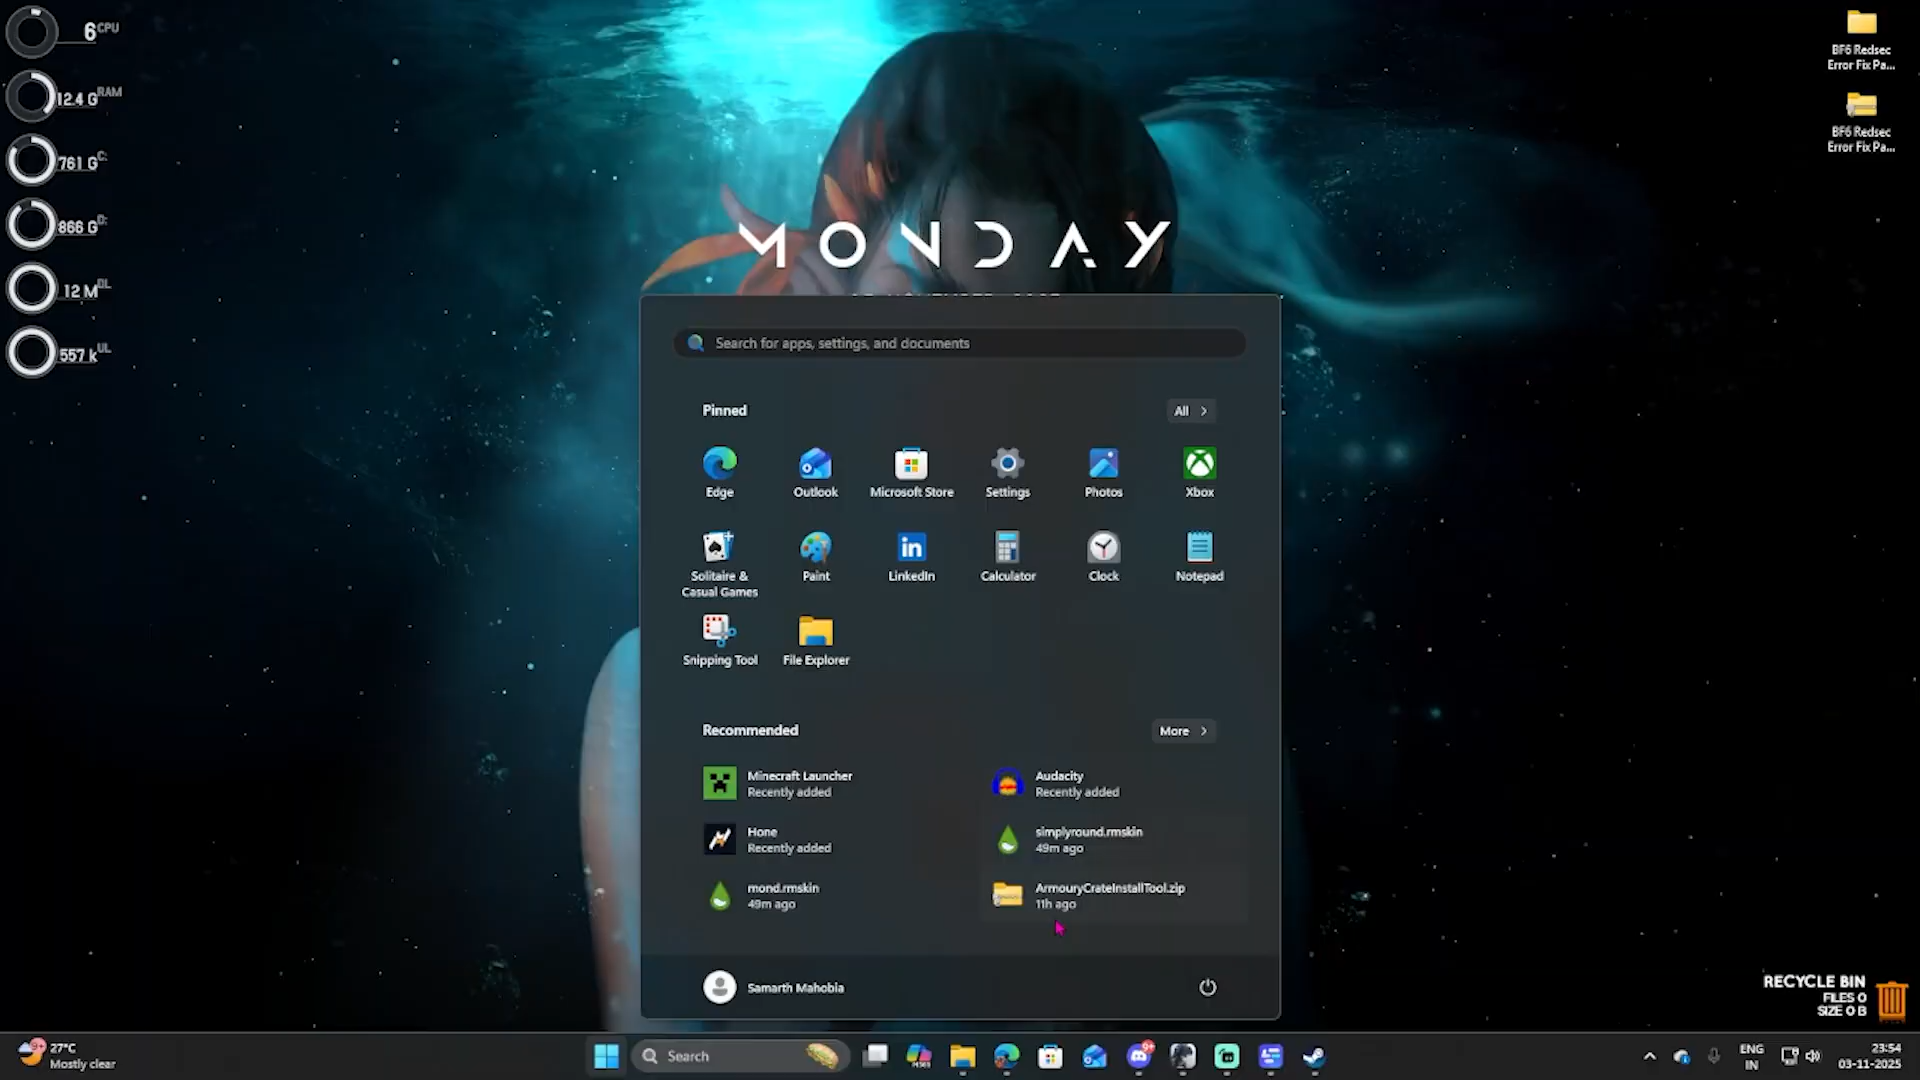 6 CPU
12.4 G RAM
761 G C:
866 G D:
12 M DL
557 k UL
BF6 Redsec
Error Fix Pa...
BF6 Redsec
Error Fix Pa...
MONDAY
Search for apps, settings, and documents
Pinned
All
Edge
Outlook
Microsoft Store
Settings
Photos
Xbox
Solitaire &
Casual Games
Paint
LinkedIn
Calculator
Clock
Notepad
Snipping Tool
File Explorer
Recommended
More
Minecraft Launcher
Recently added
Audacity
Recently added
Hone
Recently added
simplyround.rmskin
49m ago
mond.rmskin
49m ago
ArmouryCrateInstallTool.zip
11h ago
Samarth Mahobia
RECYCLE BIN
FILES 0
SIZE 0 B
27°C
Mostly clear
Search
ENG
IN
23:54
03-11-2025